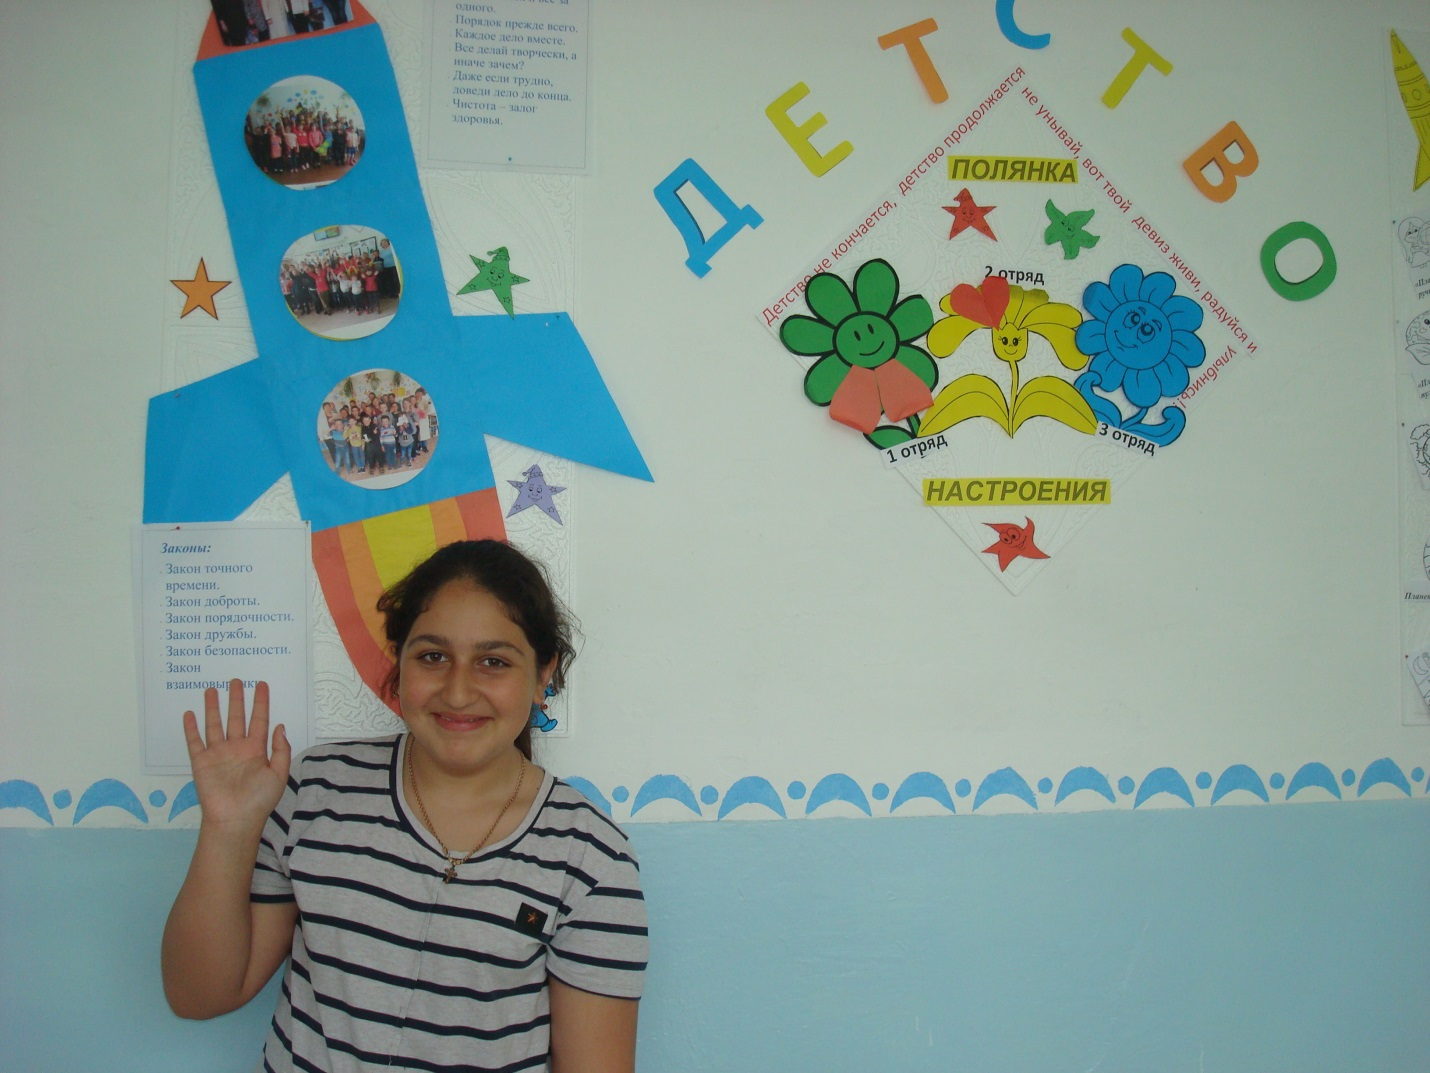 одного.
Порядок прежде всего,
Каждое дело вместе.
Все делай творчески, а
иначе зачем?
Даже если трудно,
доведи дело до конца.
Чистота – залог
здоровья.
ДЕТСТВО
Детство не кончается, детство продолжается
не унывай, вот твой девиз живи, радуйся и
улыбнись!
ПОЛЯНКА
2 отряд
1 отряд
3 отряд
НАСТРОЕНИЯ
Законы:
Закон точного
времени.
Закон доброты.
Закон порядочности.
Закон дружбы.
Закон безопасности.
Закон